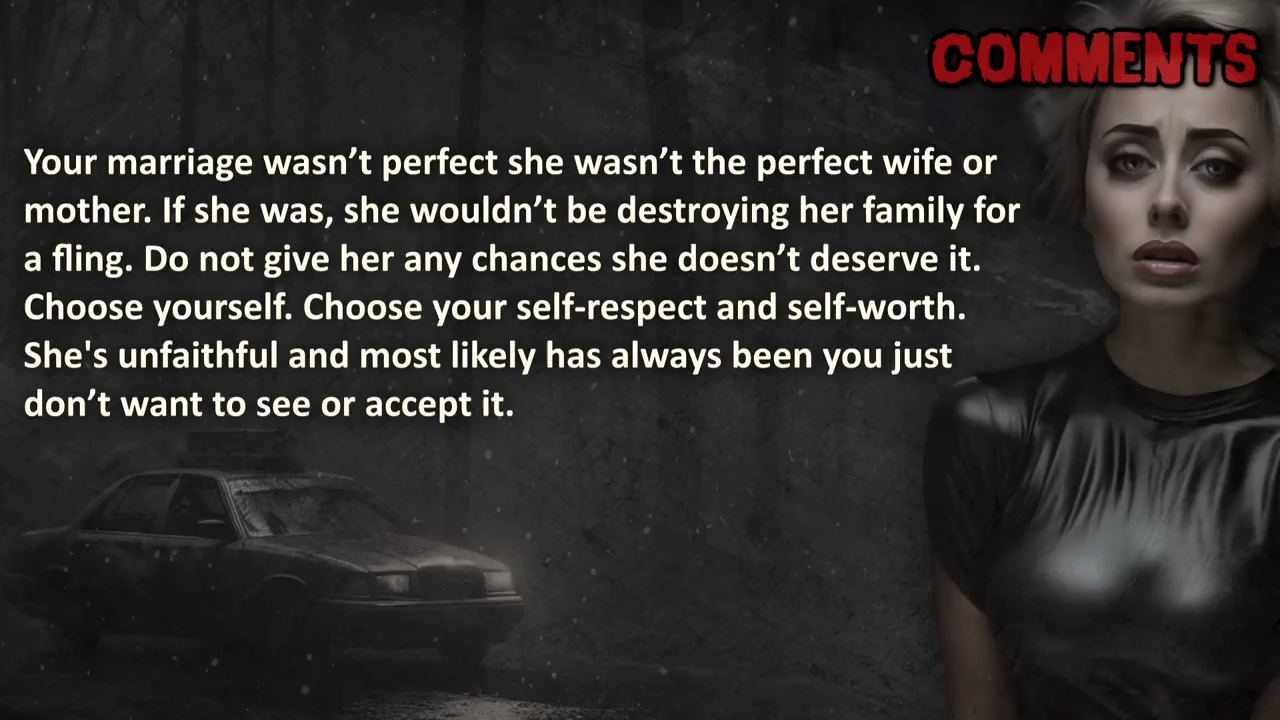 COMMENTS
Your marriage wasn’t perfect she wasn’t the perfect wife or
mother. If she was, she wouldn’t be destroying her family for
a fling. Do not give her any chances she doesn’t deserve it.
Choose yourself. Choose your self-respect and self-worth.
She's unfaithful and most likely has always been you just
don’t want to see or accept it.